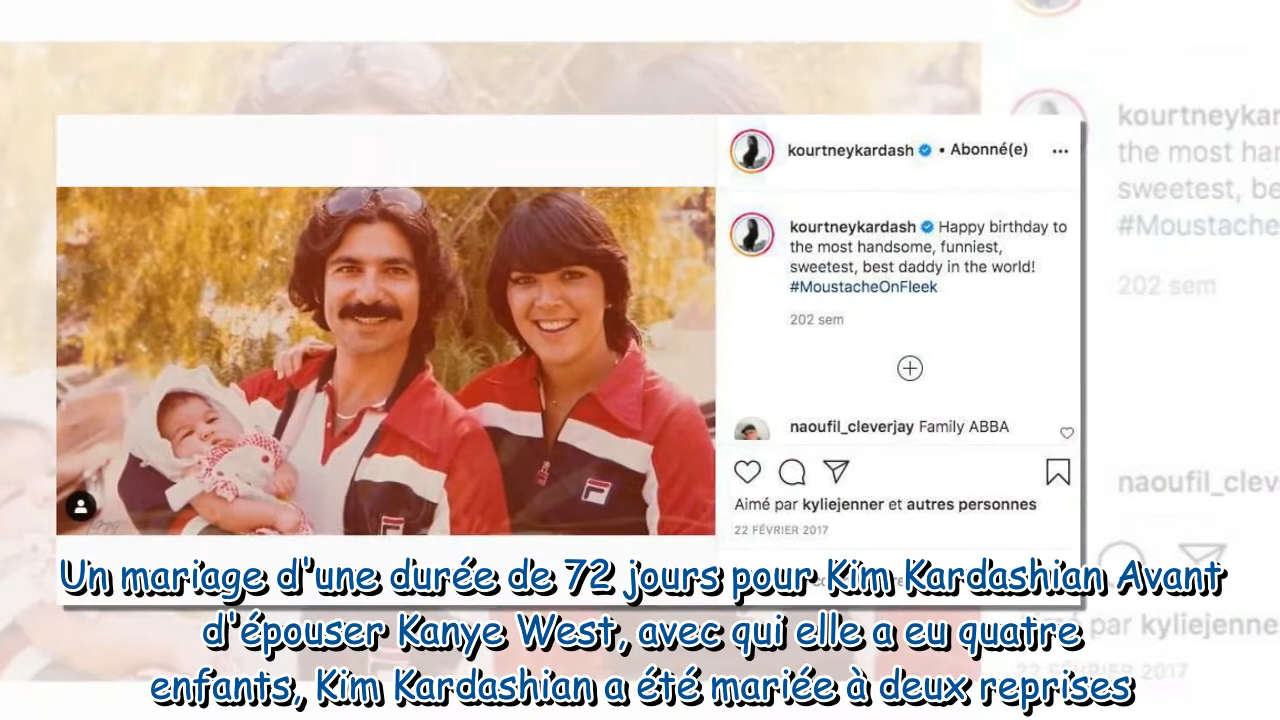 kourtneykardash • Abonné(e) •••
kourtneykardash Happy birthday to
the most handsome, funniest,
sweetest, best daddy in the world!
#MoustacheOnFleek
202 sem
naoufil_cleverjay Family ABBA
Aimé par kyliejenner et autres personnes
22 FÉVRIER 2017
kourtneykar
the most har
sweetest, be
#Moustache
202 sem
naoufil_clev
par kyliejenne
22 FÉVRIER 2017
Un mariage d'une durée de 72 jours pour Kim Kardashian Avant
d'épouser Kanye West, avec qui elle a eu quatre
enfants, Kim Kardashian a été mariée à deux reprises